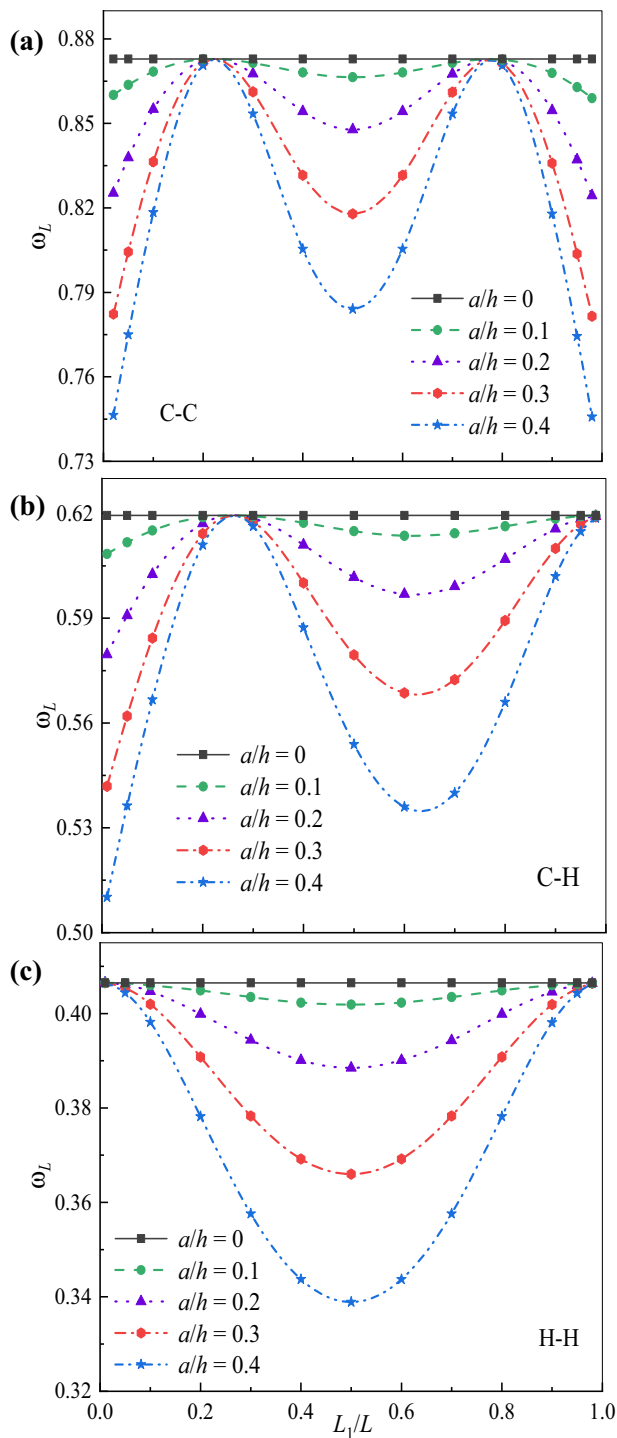 (a)
0.88
0.85
0.82
ω_L
0.79
0.76
0.73
a/h = 0
a/h = 0.1
a/h = 0.2
a/h = 0.3
a/h = 0.4
C-C
(b)
0.62
0.59
ω_L
0.56
0.53
0.50
a/h = 0
a/h = 0.1
a/h = 0.2
a/h = 0.3
a/h = 0.4
C-H
(c)
0.40
0.38
ω_L
0.36
0.34
0.32
a/h = 0
a/h = 0.1
a/h = 0.2
a/h = 0.3
a/h = 0.4
H-H
0.0 0.2 0.4 0.6 0.8 1.0
L₁/L